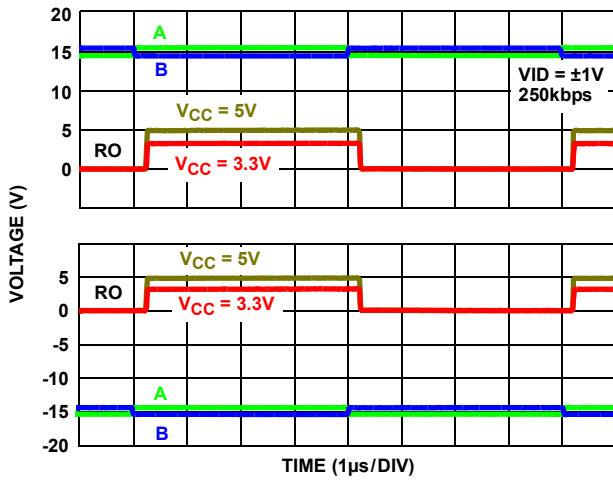 20
A
15
B
VID = ±1V
250kbps
10
VCC = 5V
5
RO
VCC = 3.3V
0
VOLTAGE (V)
VCC = 5V
5
RO
VCC = 3.3V
0
-5
-10
A
-15
B
-20
TIME (1µs/DIV)